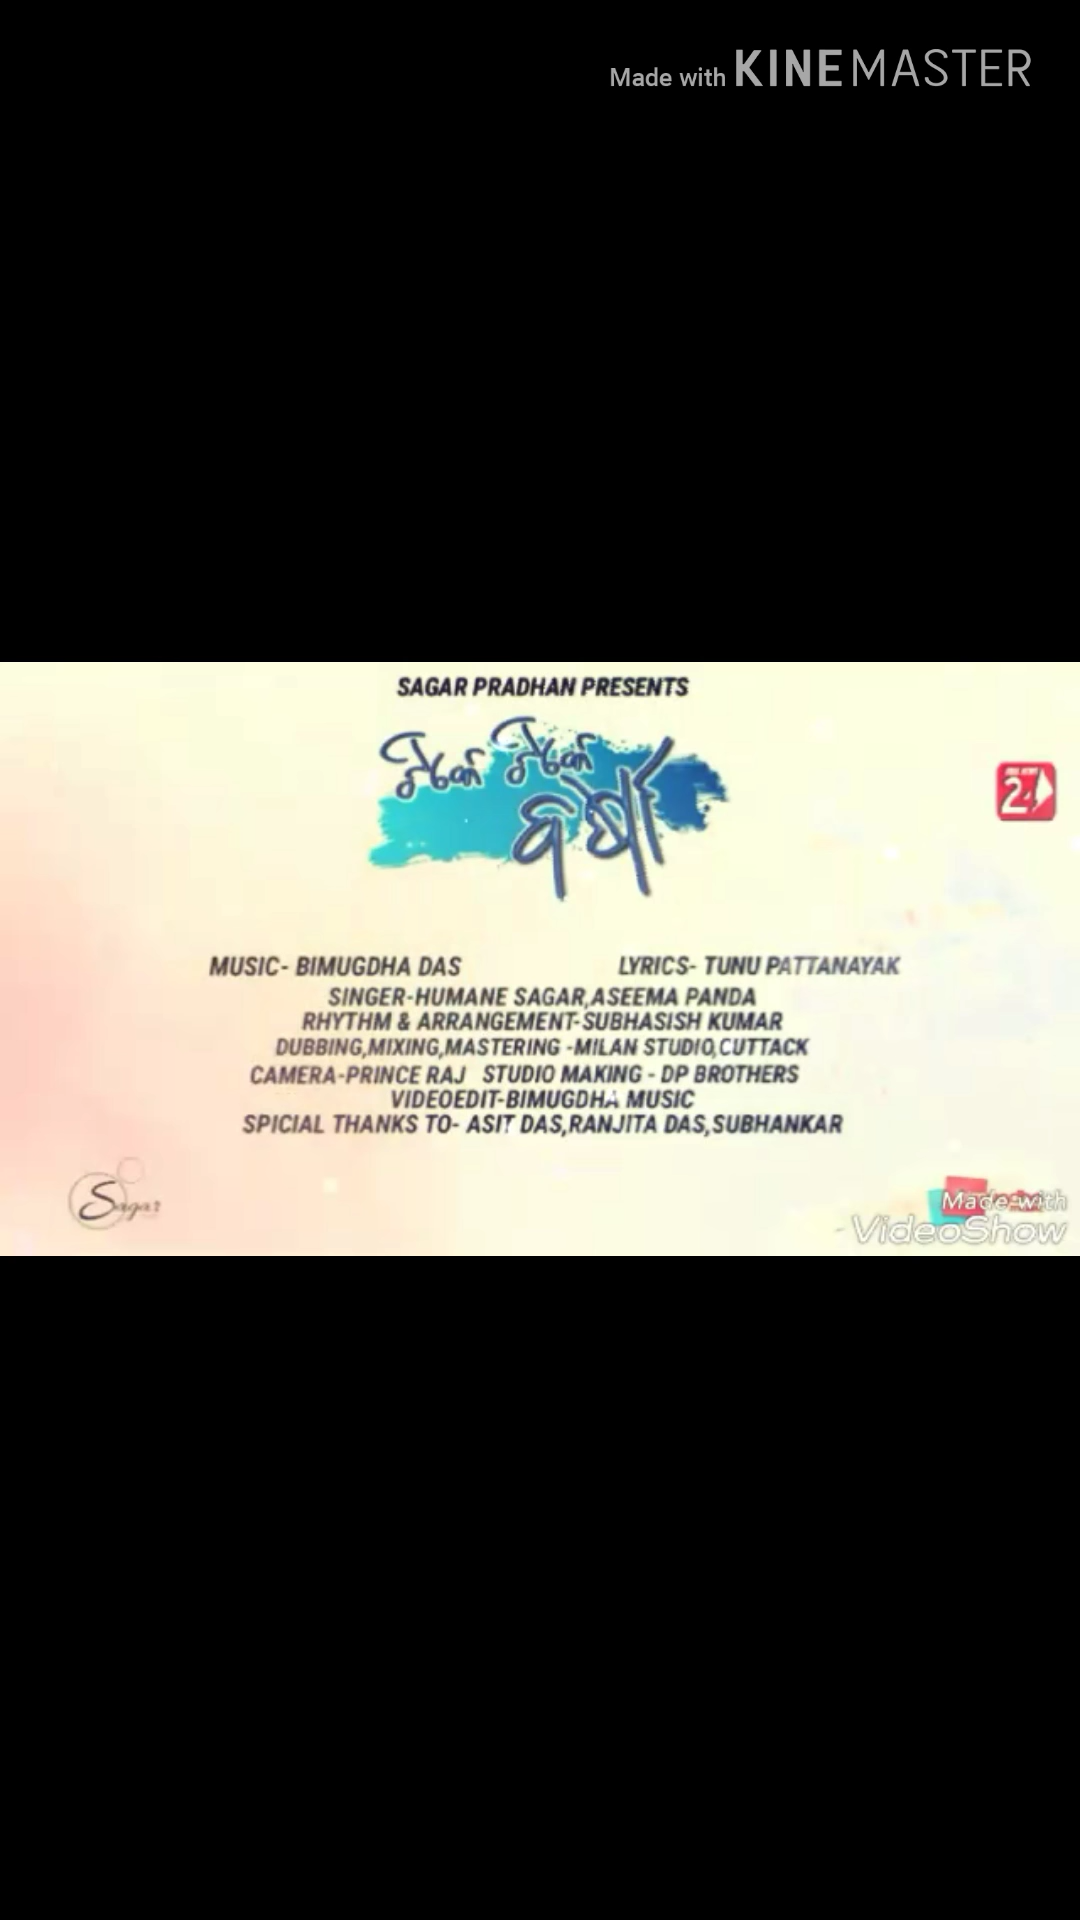 Made with KINEMASTER
SAGAR PRADHAN PRESENTS
ବର୍ଷା
24
MUSIC- BIMUGDHA DAS LYRICS- TUNU PATTANAYAK
SINGER-HUMANE SAGAR,ASEEMA PANDA
RHYTHM & ARRANGEMENT-SUBHASISH KUMAR
DUBBING,MIXING,MASTERING -MILAN STUDIO,CUTTACK
CAMERA-PRINCE RAJ STUDIO MAKING - DP BROTHERS
VIDEOEDIT-BIMUGDHA MUSIC
SPICIAL THANKS TO- ASIT DAS,RANJITA DAS,SUBHANKAR
Sagar
Made with
VideoShow